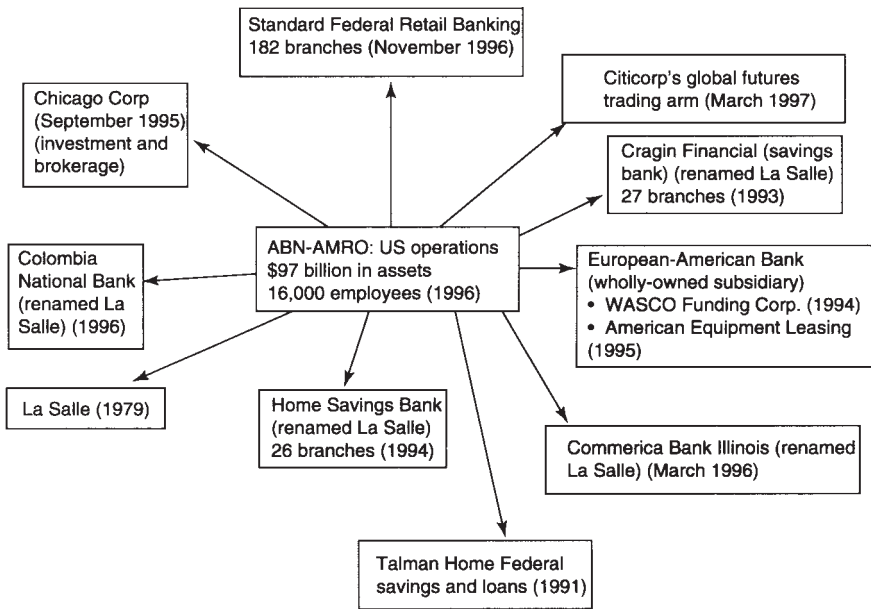 Standard Federal Retail Banking
182 branches (November 1996)
Citicorp's global futures
trading arm (March 1997)
Chicago Corp
(September 1995)
(investment and
brokerage)
Cragin Financial (savings
bank) (renamed La Salle)
27 branches (1993)
ABN-AMRO: US operations
$97 billion in assets
16,000 employees (1996)
Colombia
National Bank
(renamed La
Salle) (1996)
European-American Bank
(wholly-owned subsidiary)
• WASCO Funding Corp. (1994)
• American Equipment Leasing
(1995)
La Salle (1979)
Home Savings Bank
(renamed La Salle)
26 branches (1994)
Commerica Bank Illinois (renamed
La Salle) (March 1996)
Talman Home Federal
savings and loans (1991)